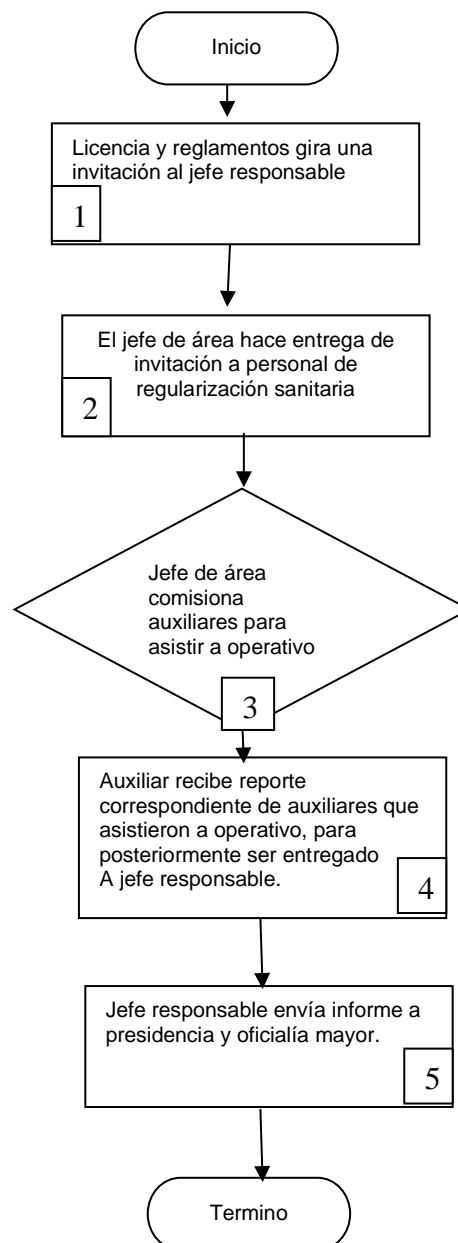 Inicio
Licencia y reglamentos gira una
invitación al jefe responsable
1
El jefe de área hace entrega de
invitación a personal de
regularización sanitaria
2
Jefe de área
comisiona
auxiliares para
asistir a operativo
3
Auxiliar recibe reporte
correspondiente de auxiliares que
asistieron a operativo, para
posteriormente ser entregado
A jefe responsable.
4
Jefe responsable envía informe a
presidencia y oficialía mayor.
5
Termino